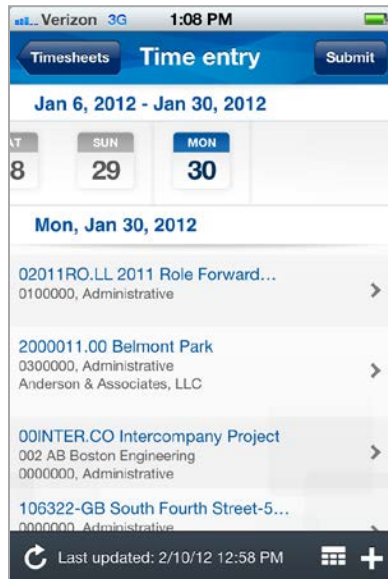 Verizon 3G 1:08 PM
Timesheets Time entry Submit
Jan 6, 2012 - Jan 30, 2012
AT SUN MON
8 29 30
Mon, Jan 30, 2012
02011RO.LL 2011 Role Forward...
0100000, Administrative
2000011.00 Belmont Park
0300000, Administrative
Anderson & Associates, LLC
00INTER.CO Intercompany Project
002 AB Boston Engineering
0000000, Administrative
106322-GB South Fourth Street-5...
0000000, Administrative
Last updated: 2/10/12 12:58 PM